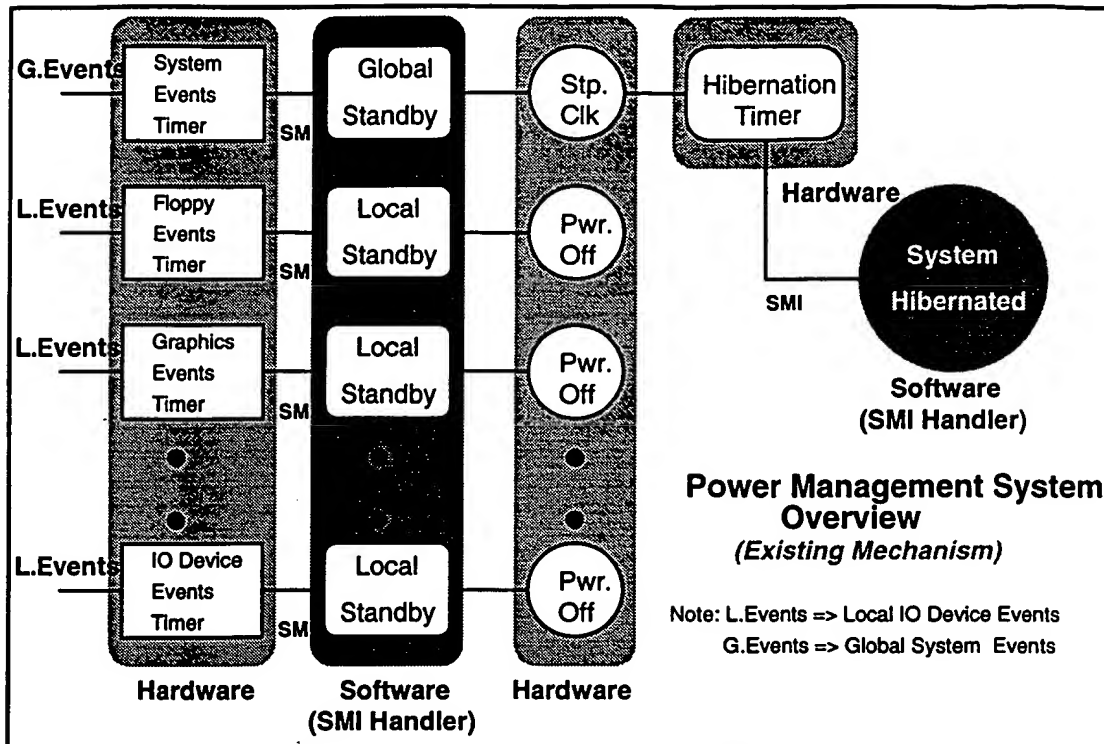 G.Events
System
Events
Timer
SMI
Global
Standby
Stp.
Clk
Hibernation
Timer
Hardware
L.Events
Floppy
Events
Timer
SMI
Local
Standby
Pwr.
Off
System
Hibernated
SMI
Software
(SMI Handler)
L.Events
Graphics
Events
Timer
SMI
Local
Standby
Pwr.
Off
L.Events
IO Device
Events
Timer
SMI
Local
Standby
Pwr.
Off
Power Management System
Overview
(Existing Mechanism)
Note: L.Events => Local IO Device Events
G.Events => Global System Events
Hardware
Software
(SMI Handler)
Hardware